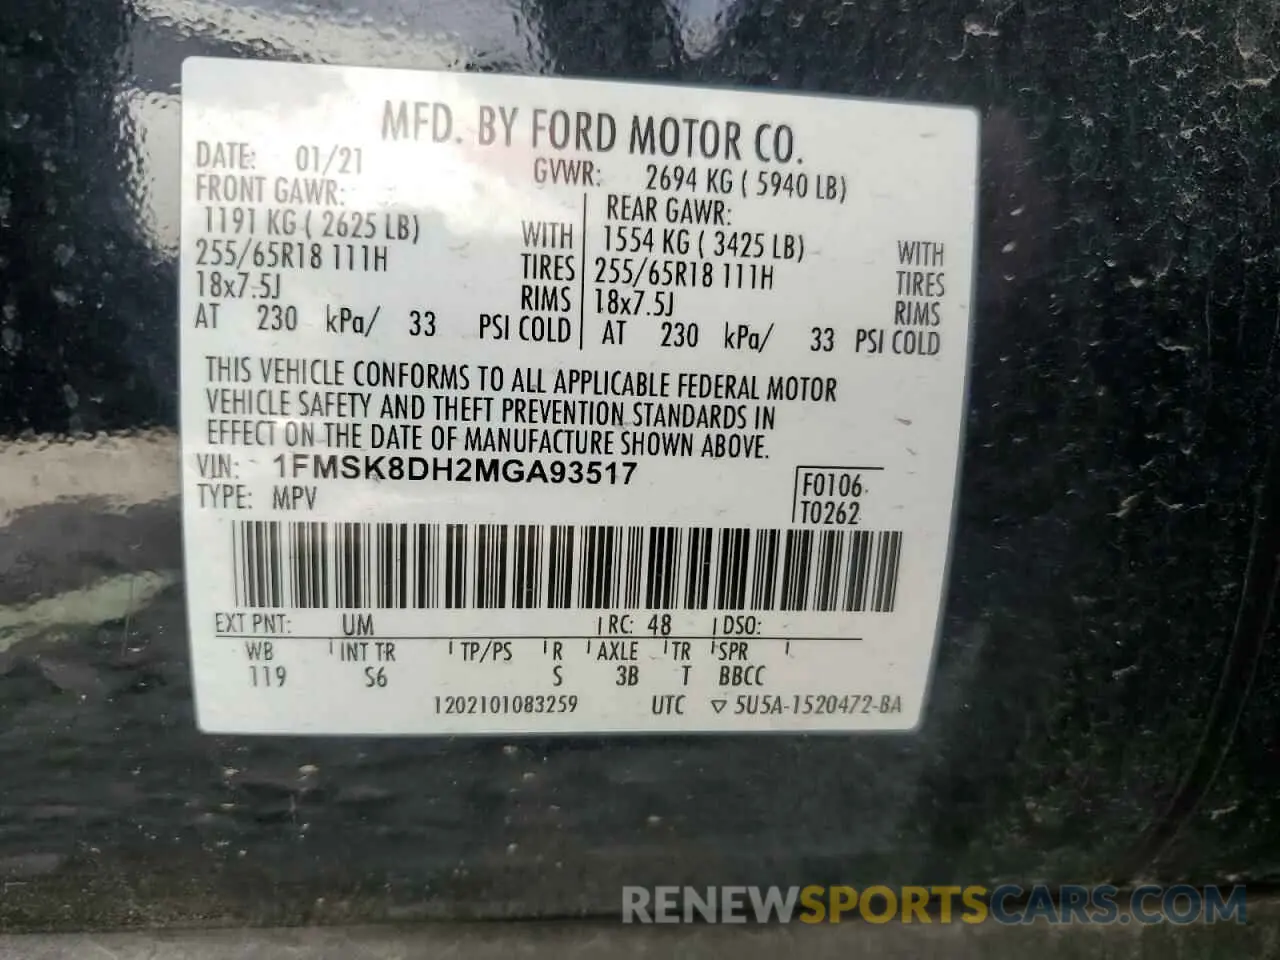 MFD. BY FORD MOTOR CO.
DATE: 01/21 GVWR: 2694 KG ( 5940 LB)
FRONT GAWR: REAR GAWR:
1191 KG ( 2625 LB) WITH 1554 KG ( 3425 LB) WITH
255/65R18 111H TIRES 255/65R18 111H TIRES
18x7.5J RIMS 18x7.5J RIMS
AT 230 kPa/ 33 PSI COLD AT 230 kPa/ 33 PSI COLD
THIS VEHICLE CONFORMS TO ALL APPLICABLE FEDERAL MOTOR
VEHICLE SAFETY AND THEFT PREVENTION STANDARDS IN
EFFECT ON THE DATE OF MANUFACTURE SHOWN ABOVE.
VIN: 1FMSK8DH2MGA93517 F0106
TYPE: MPV T0262
EXT PNT: UM RC: 48 DSO:
WB INT TR TP/PS R AXLE TR SPR
119 S6 S 3B T BBCC
1202101083259 UTC ▽ 5U5A-1520472-BA
RENEWSPORTSCARS.COM